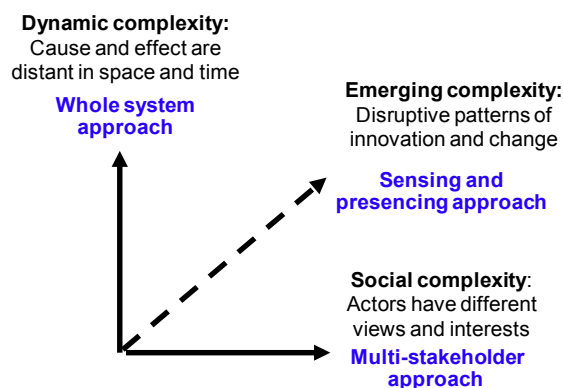 Dynamic complexity:
Cause and effect are
distant in space and time
Whole system
approach
Emerging complexity:
Disruptive patterns of
innovation and change
Sensing and
presencing approach
Social complexity:
Actors have different
views and interests
Multi-stakeholder
approach